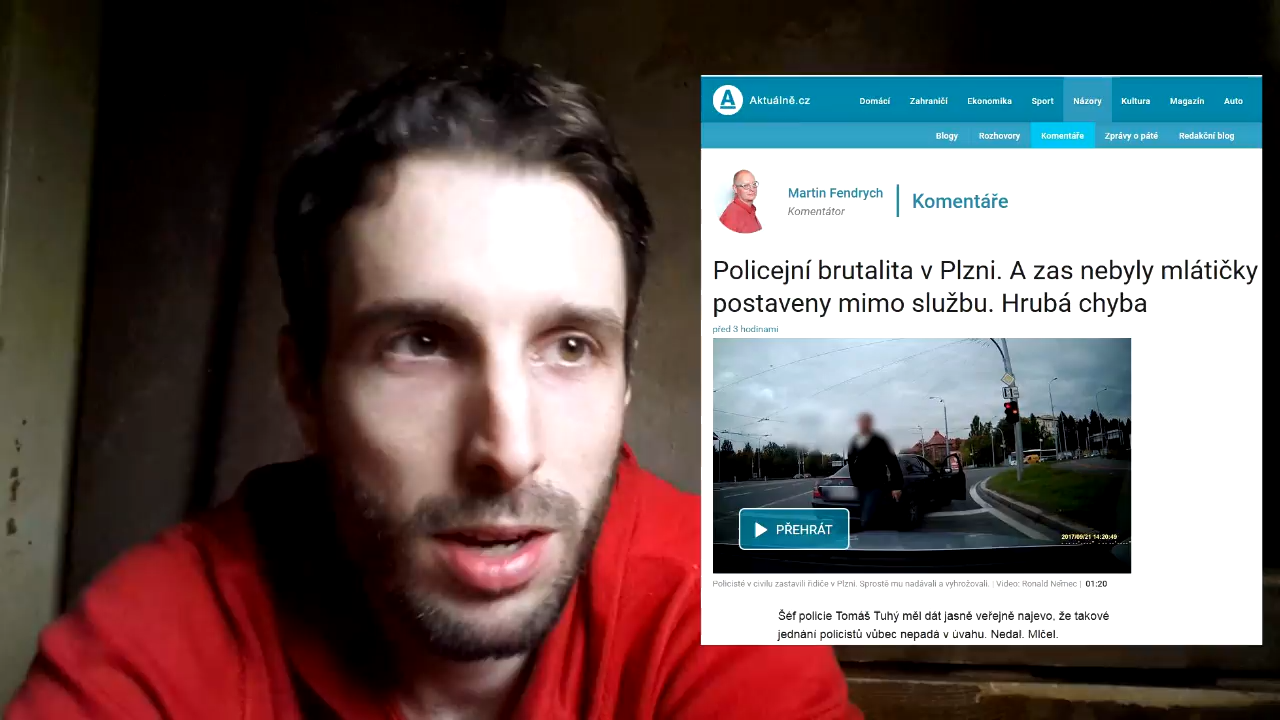 A Aktuálně.cz Domácí Zahraničí Ekonomika Sport Názory Kultura Magazín Auto
Blogy Rozhovory Komentáře Zprávy o páté Redakční blog
Martin Fendrych
Komentátor
Komentáře
Policejní brutalita v Plzni. A zas nebyly mlátičky
postaveny mimo službu. Hrubá chyba
před 3 hodinami
PŘEHRÁT
2017/09/21 14:20:49
Policisté v civilu zastavili řidiče v Plzni. Sprostě mu nadávali a vyhrožovali. | Video: Ronald Němec | 01:20
Šéf policie Tomáš Tuhý měl dát jasně veřejně najevo, že takové
jednání policistů vůbec nepadá v úvahu. Nedal. Mlčel.